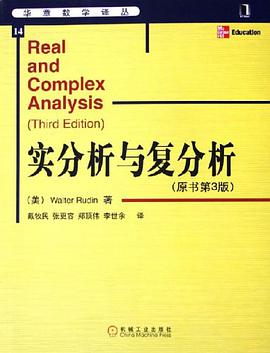 华章数学译丛
14
Mc Graw Hill Education
Real
and
Complex
Analysis
(Third Edition)
实分析与复分析
(原书第3版)
(美) Walter Rudin 著
戴牧民 张更容 郑顶伟 李世余 译
机械工业出版社
China Machine Press